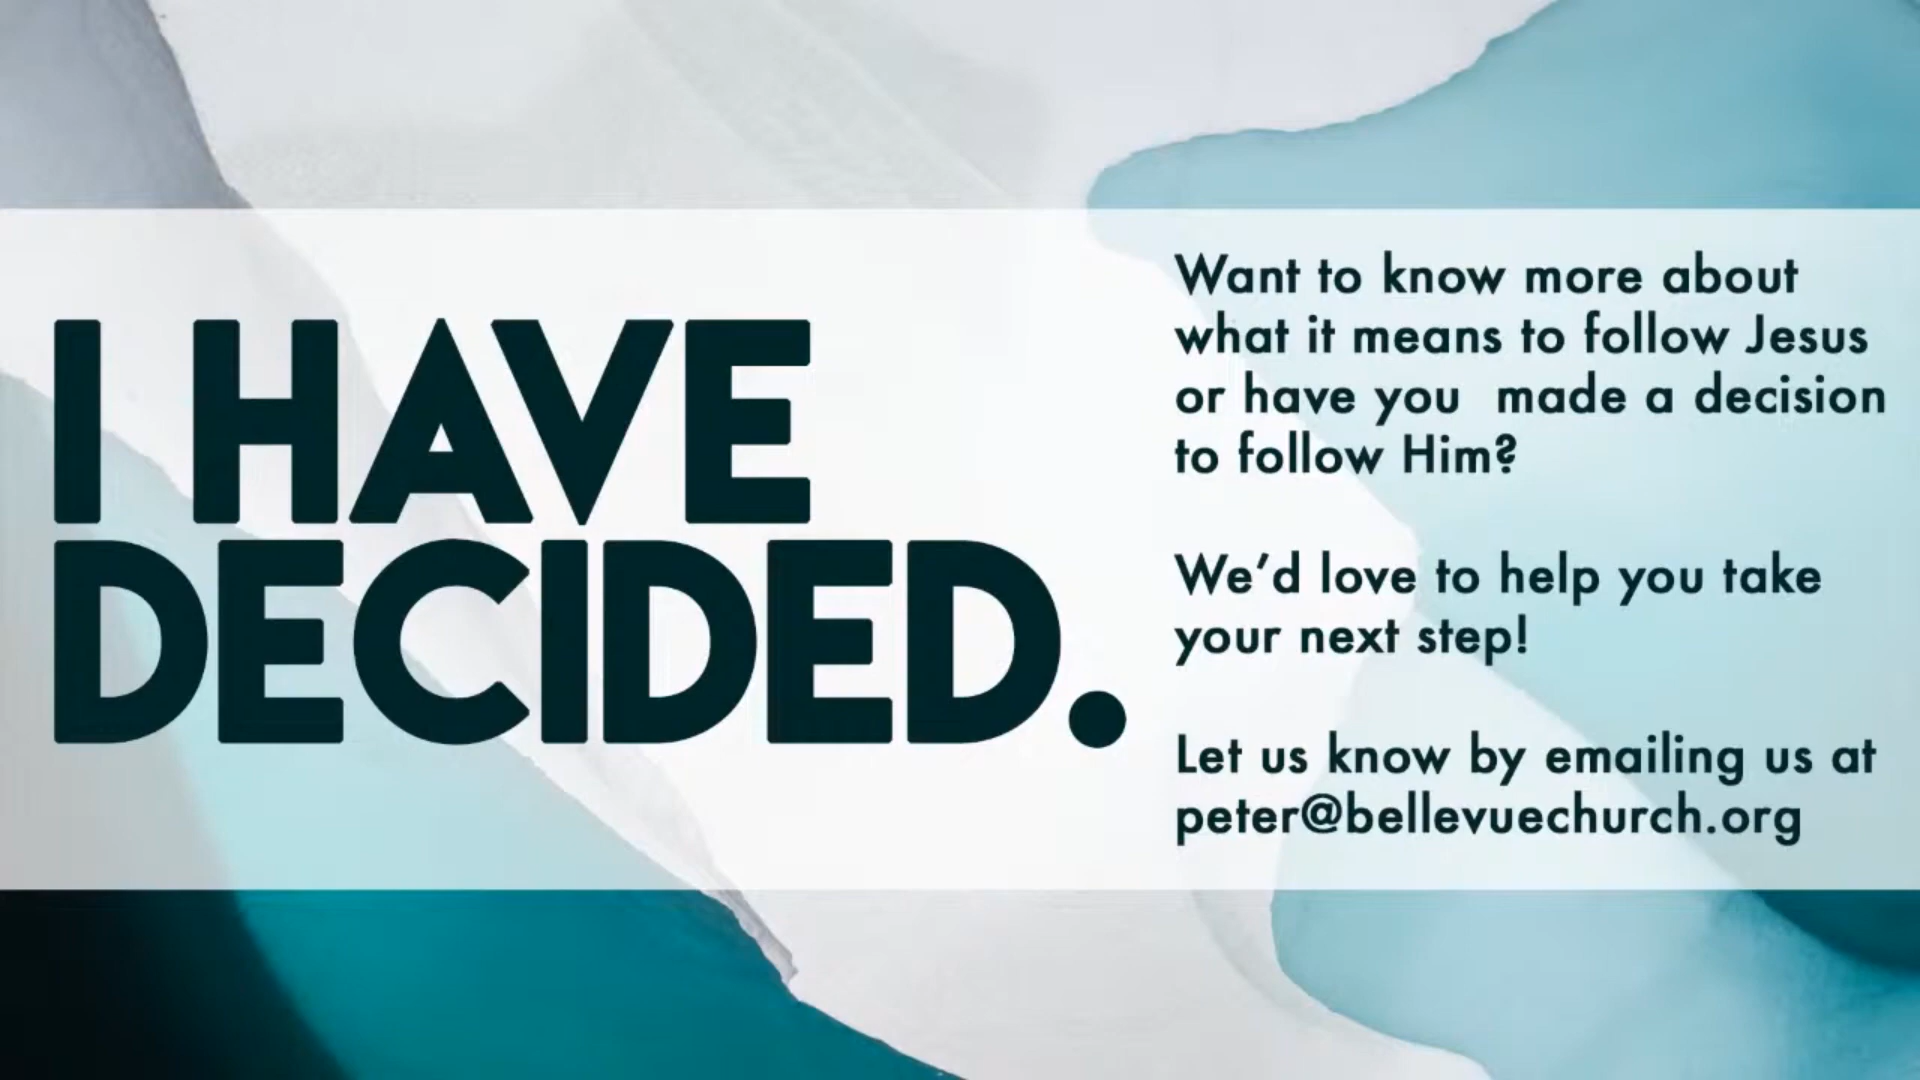 I HAVE
DECIDED.
Want to know more about
what it means to follow Jesus
or have you  made a decision
to follow Him?
We’d love to help you take
your next step!
Let us know by emailing us at
peter@bellevuechurch.org